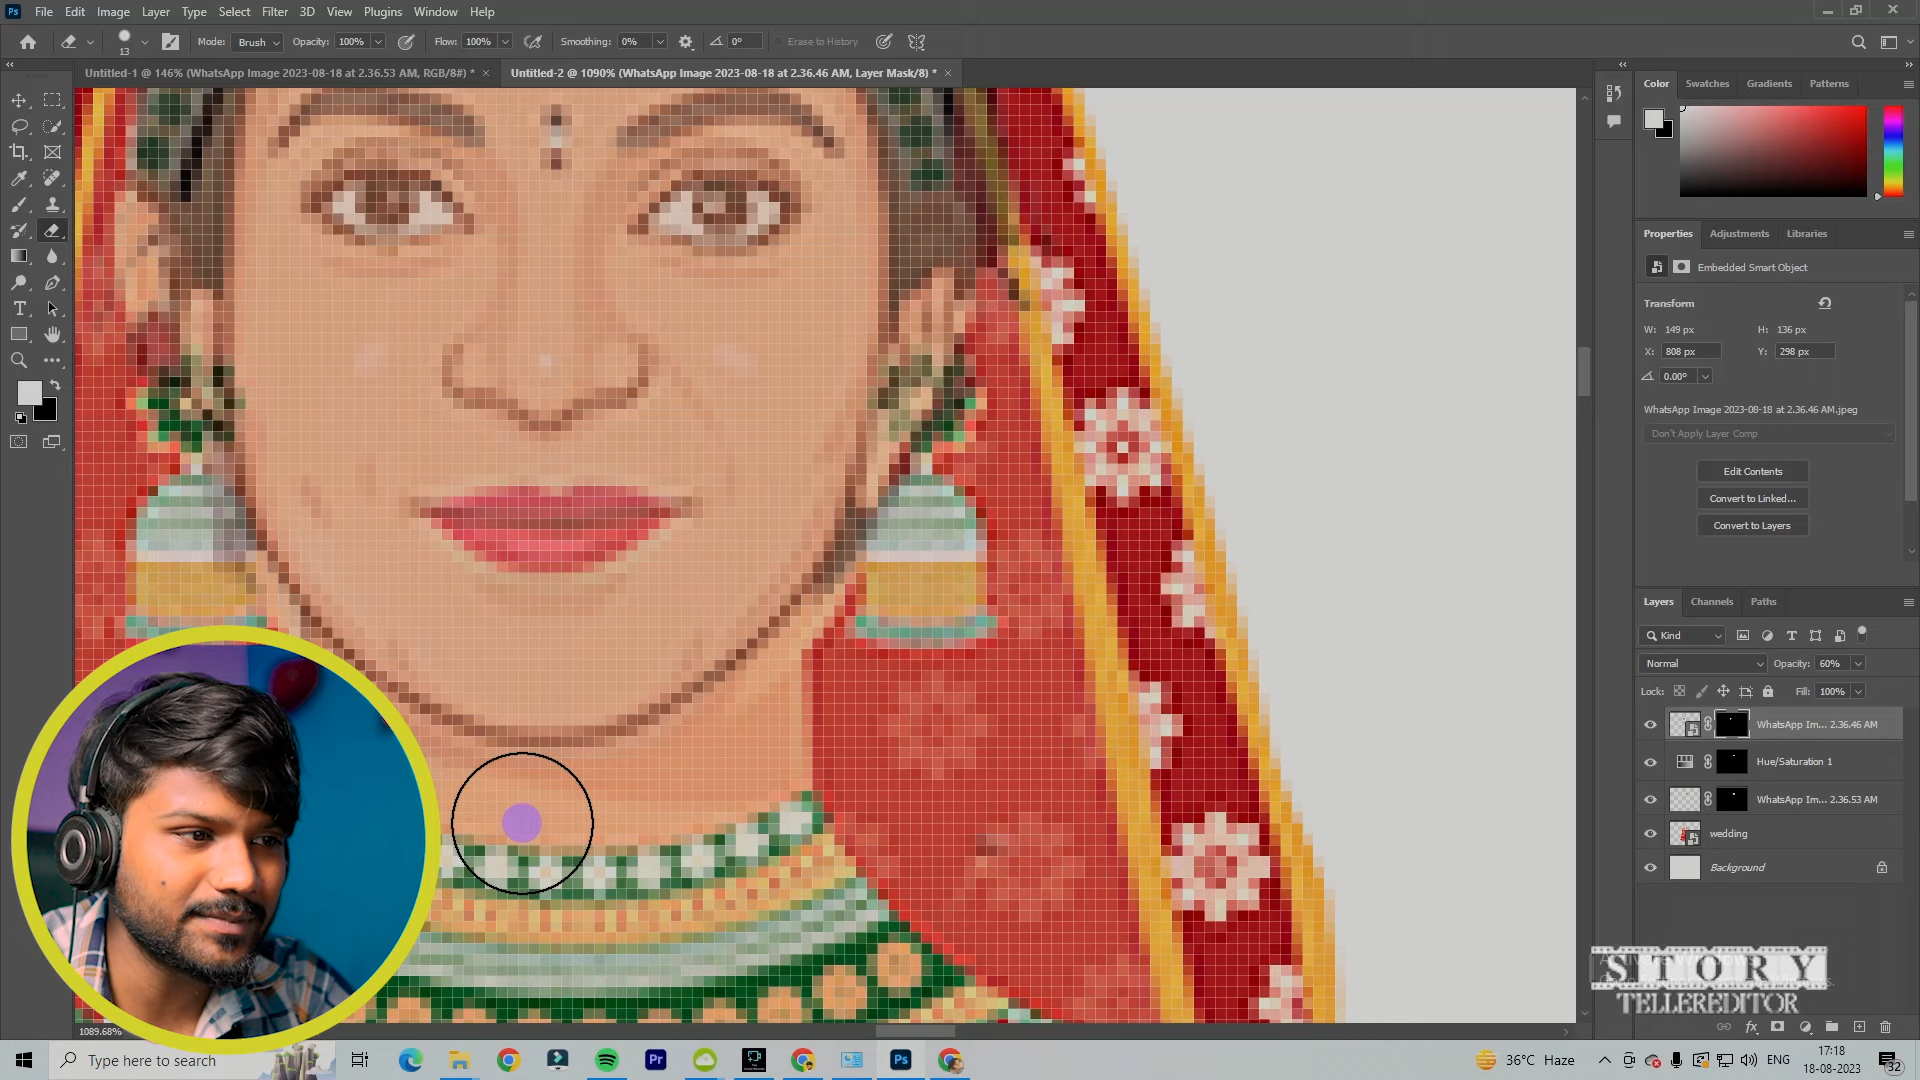 Ps File Edit Image Layer Type Select Filter 3D View Plugins Window Help
13 Mode: Brush Opacity: 100% Flow: 100% Smoothing: 0% 0° Erase to History
Untitled-1 @ 146% (WhatsApp Image 2023-08-18 at 2.36.53 AM, RGB/8#) * × Untitled-2 @ 1090% (WhatsApp Image 2023-08-18 at 2.36.46 AM, Layer Mask/8) * ×
Color Swatches Gradients Patterns
Properties Adjustments Libraries
Embedded Smart Object
Transform
W: 149 px H: 136 px
X: 808 px Y: 298 px
0.00°
WhatsApp Image 2023-08-18 at 2.36.46 AM.jpeg
Don't Apply Layer Comp
Edit Contents
Convert to Linked...
Convert to Layers
Layers Channels Paths
Kind
Normal Opacity: 60%
Lock: Fill: 100%
WhatsApp Im... 2.36.46 AM
Hue/Saturation 1
WhatsApp Im... 2.36.53 AM
wedding
Background
STORY
TELLEREDITOR
1089.68%
Type here to search
Pr Ps
36°C Haze ENG 17:18
18-08-2023 32